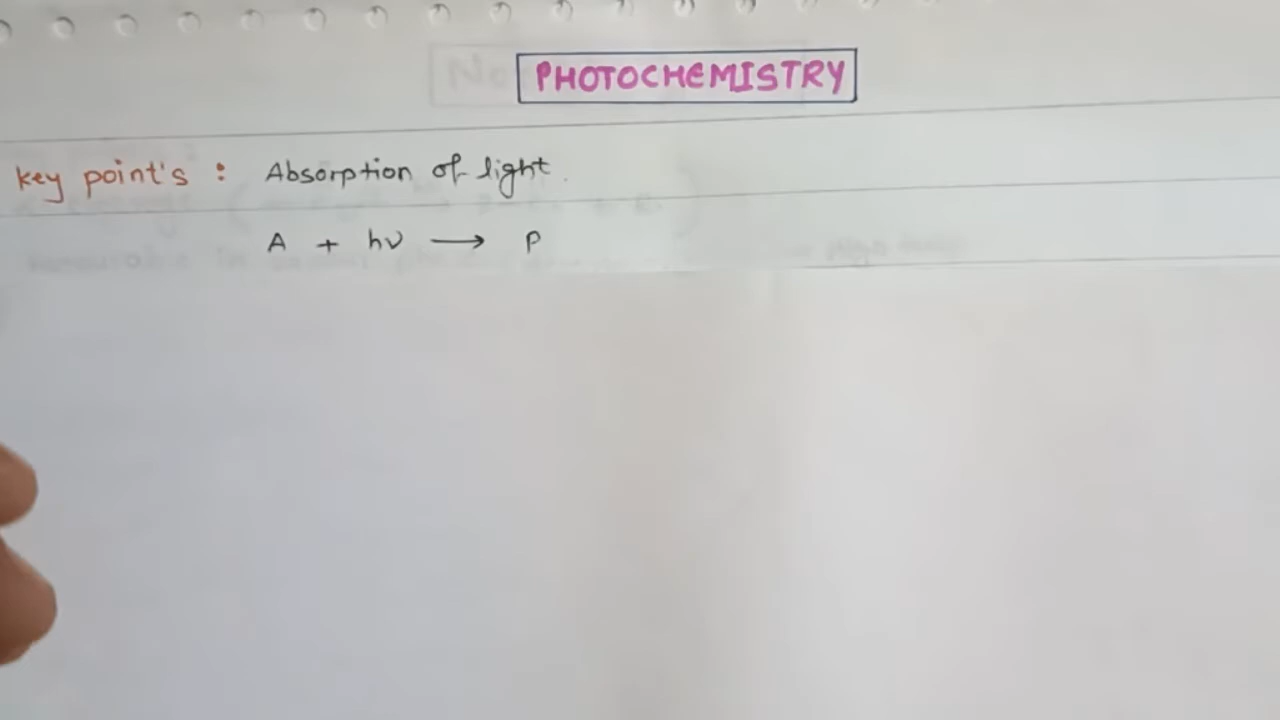 PHOTOCHEMISTRY
key point's : Absorption of light.
A + hν ⟶ P